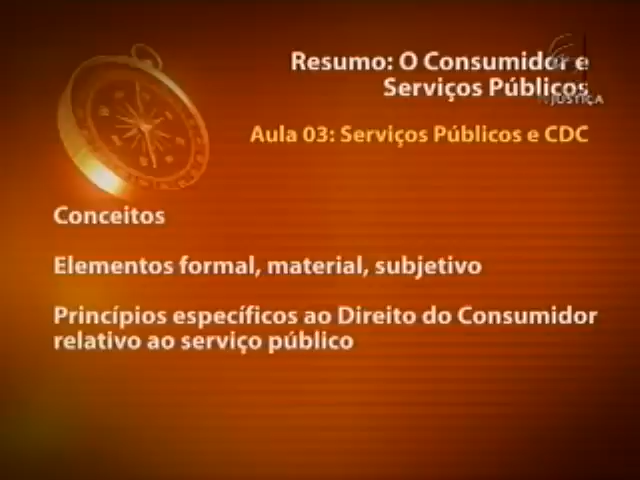 Resumo: O Consumidor e
Serviços Públicos
JUSTIÇA
Aula 03: Serviços Públicos e CDC
Conceitos
Elementos formal, material, subjetivo
Princípios específicos ao Direito do Consumidor
relativo ao serviço público